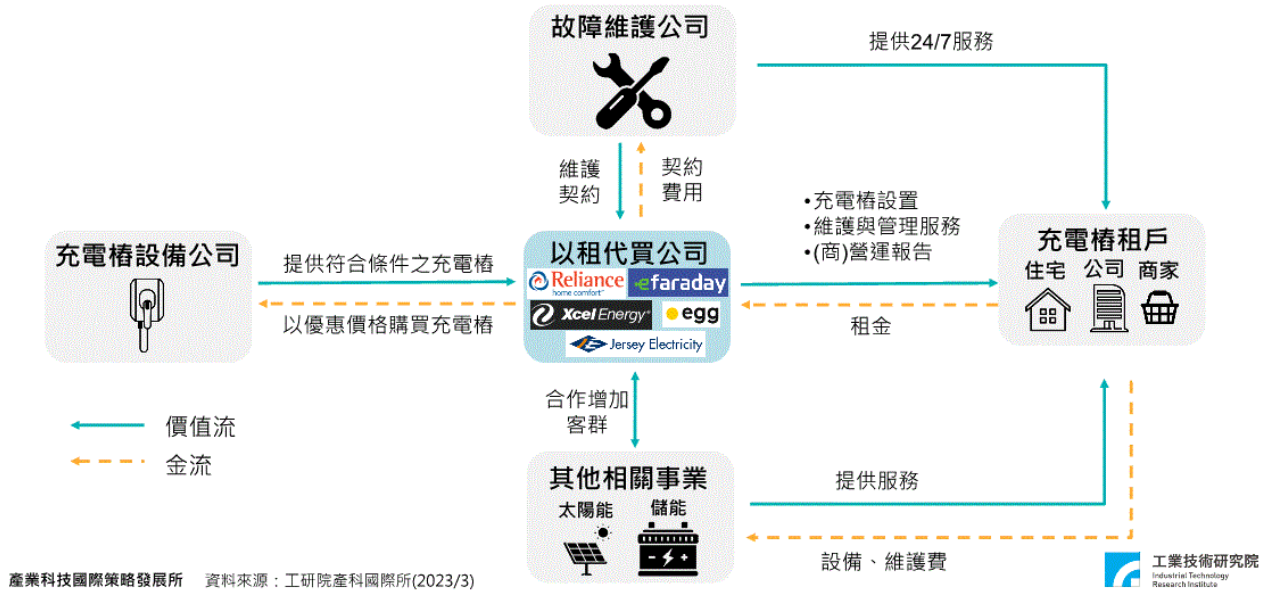 故障維護公司
提供24/7服務
維護
契約
契約
費用
•充電樁設置
•維護與管理服務
•(商)營運報告
充電樁設備公司
提供符合條件之充電樁
以優惠價格購買充電樁
以租代買公司
Reliance
home comfort™
efaraday
Xcel Energy®
egg
Jersey Electricity
租金
充電樁租戶
住宅 公司 商家
合作增加
客群
價值流
金流
其他相關事業
太陽能 儲能
提供服務
設備、維護費
產業科技國際策略發展所 資料來源：工研院產科國際所(2023/3)
工業技術研究院
Industrial Technology
Research Institute